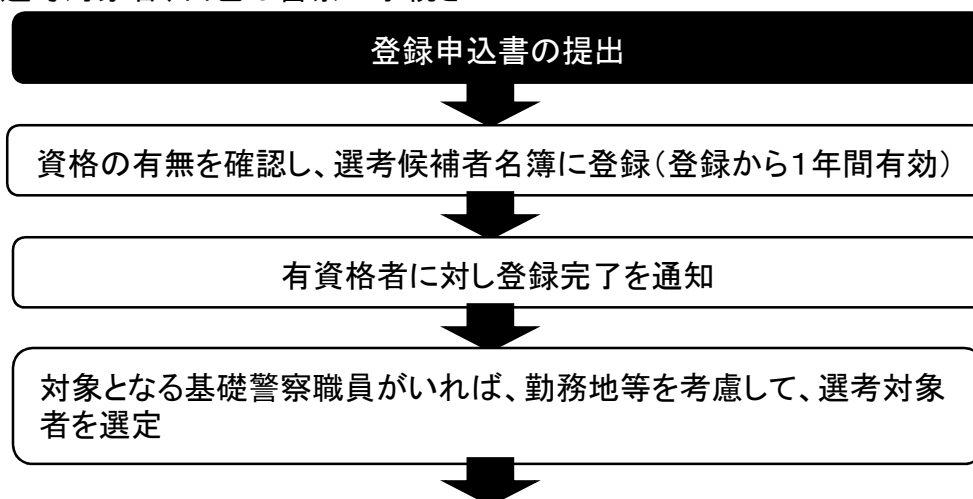 登録申込書の提出
資格の有無を確認し、選考候補者名簿に登録（登録から１年間有効）
有資格者に対し登録完了を通知
対象となる基礎警察職員がいれば、勤務地等を考慮して、選考対象
者を選定